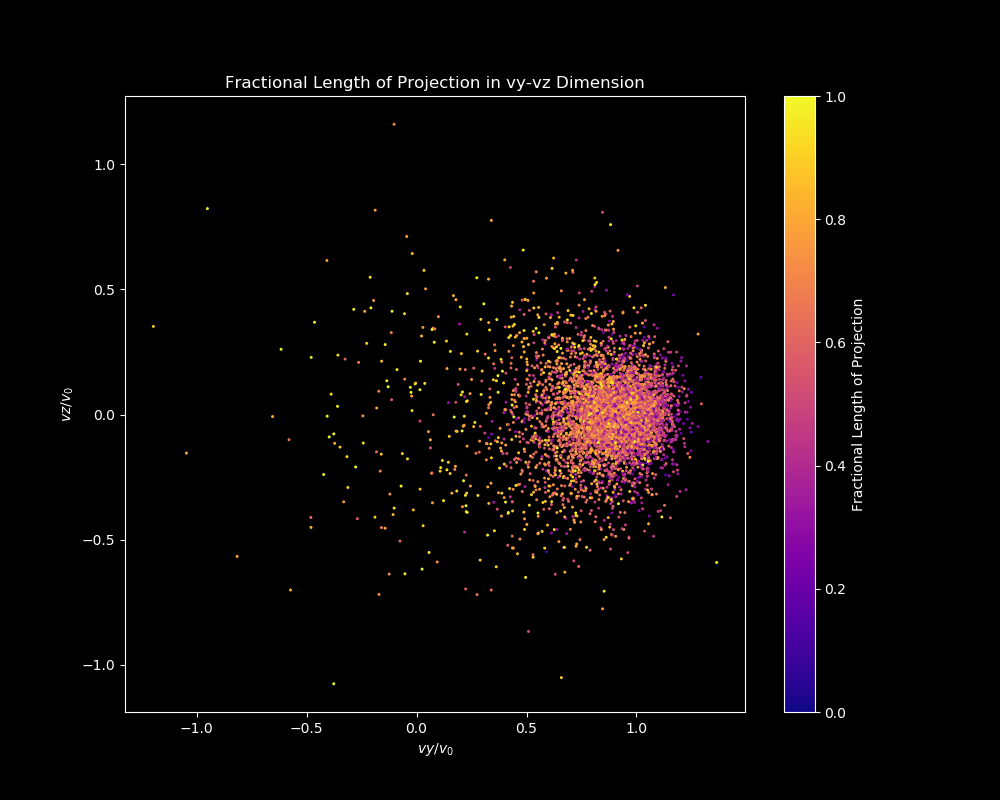 Fractional Length of Projection in vy-vz Dimension
1.0
0.5
0.0
−0.5
−1.0
vz/v₀
−1.0 −0.5 0.0 0.5 1.0
vy/v₀
1.0
0.8
0.6
0.4
0.2
0.0
Fractional Length of Projection